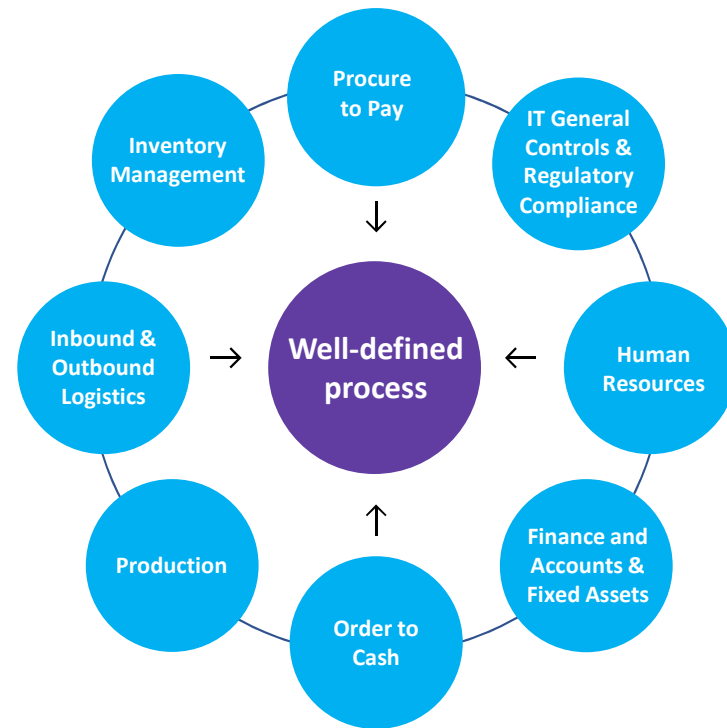 Procure
to Pay
IT General
Controls &
Regulatory
Compliance
Human
Resources
Finance and
Accounts &
Fixed Assets
Order to
Cash
Production
Inbound &
Outbound
Logistics
Inventory
Management
Well-defined
process